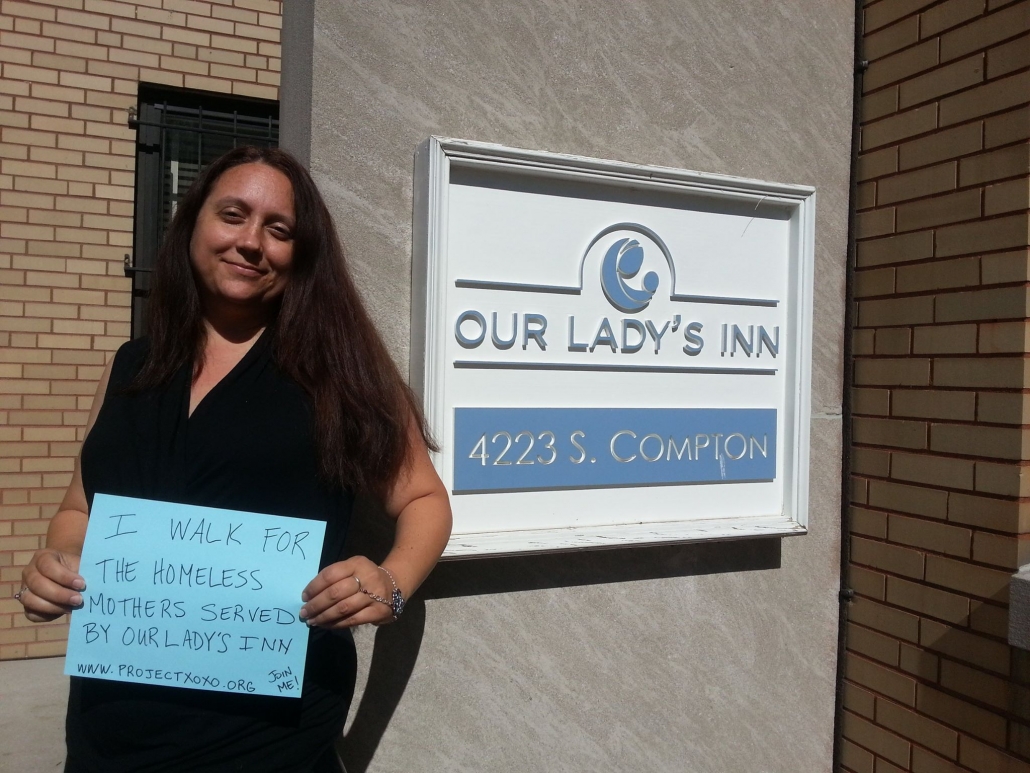 OUR LADY'S INN
4223 S. COMPTON
I WALK FOR
THE HOMELESS
MOTHERS SERVED
BY OUR LADY'S INN
WWW.PROJECTXOXO.ORG
JOIN
ME!